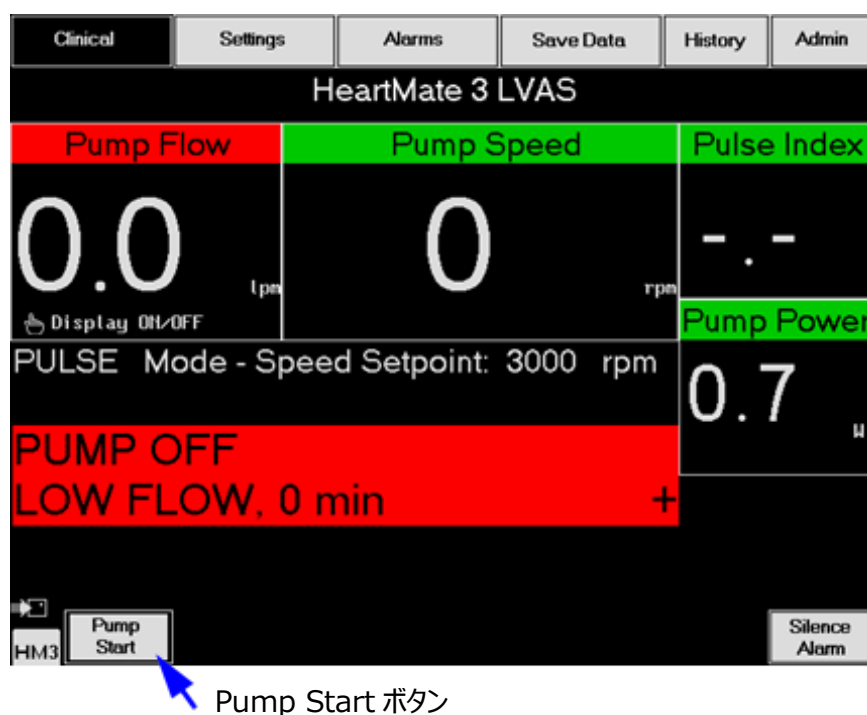 Clinical Settings Alarms Save Data History Admin
HeartMate 3 LVAS
Pump Flow Pump Speed Pulse Index
0.0 lpm 0 rpm -.-
Display ON/OFF
Pump Power
PULSE Mode - Speed Setpoint: 3000 rpm
0.7 W
PUMP OFF
LOW FLOW, 0 min +
HM3 Pump Start
Silence Alarm
Pump Start ボタン